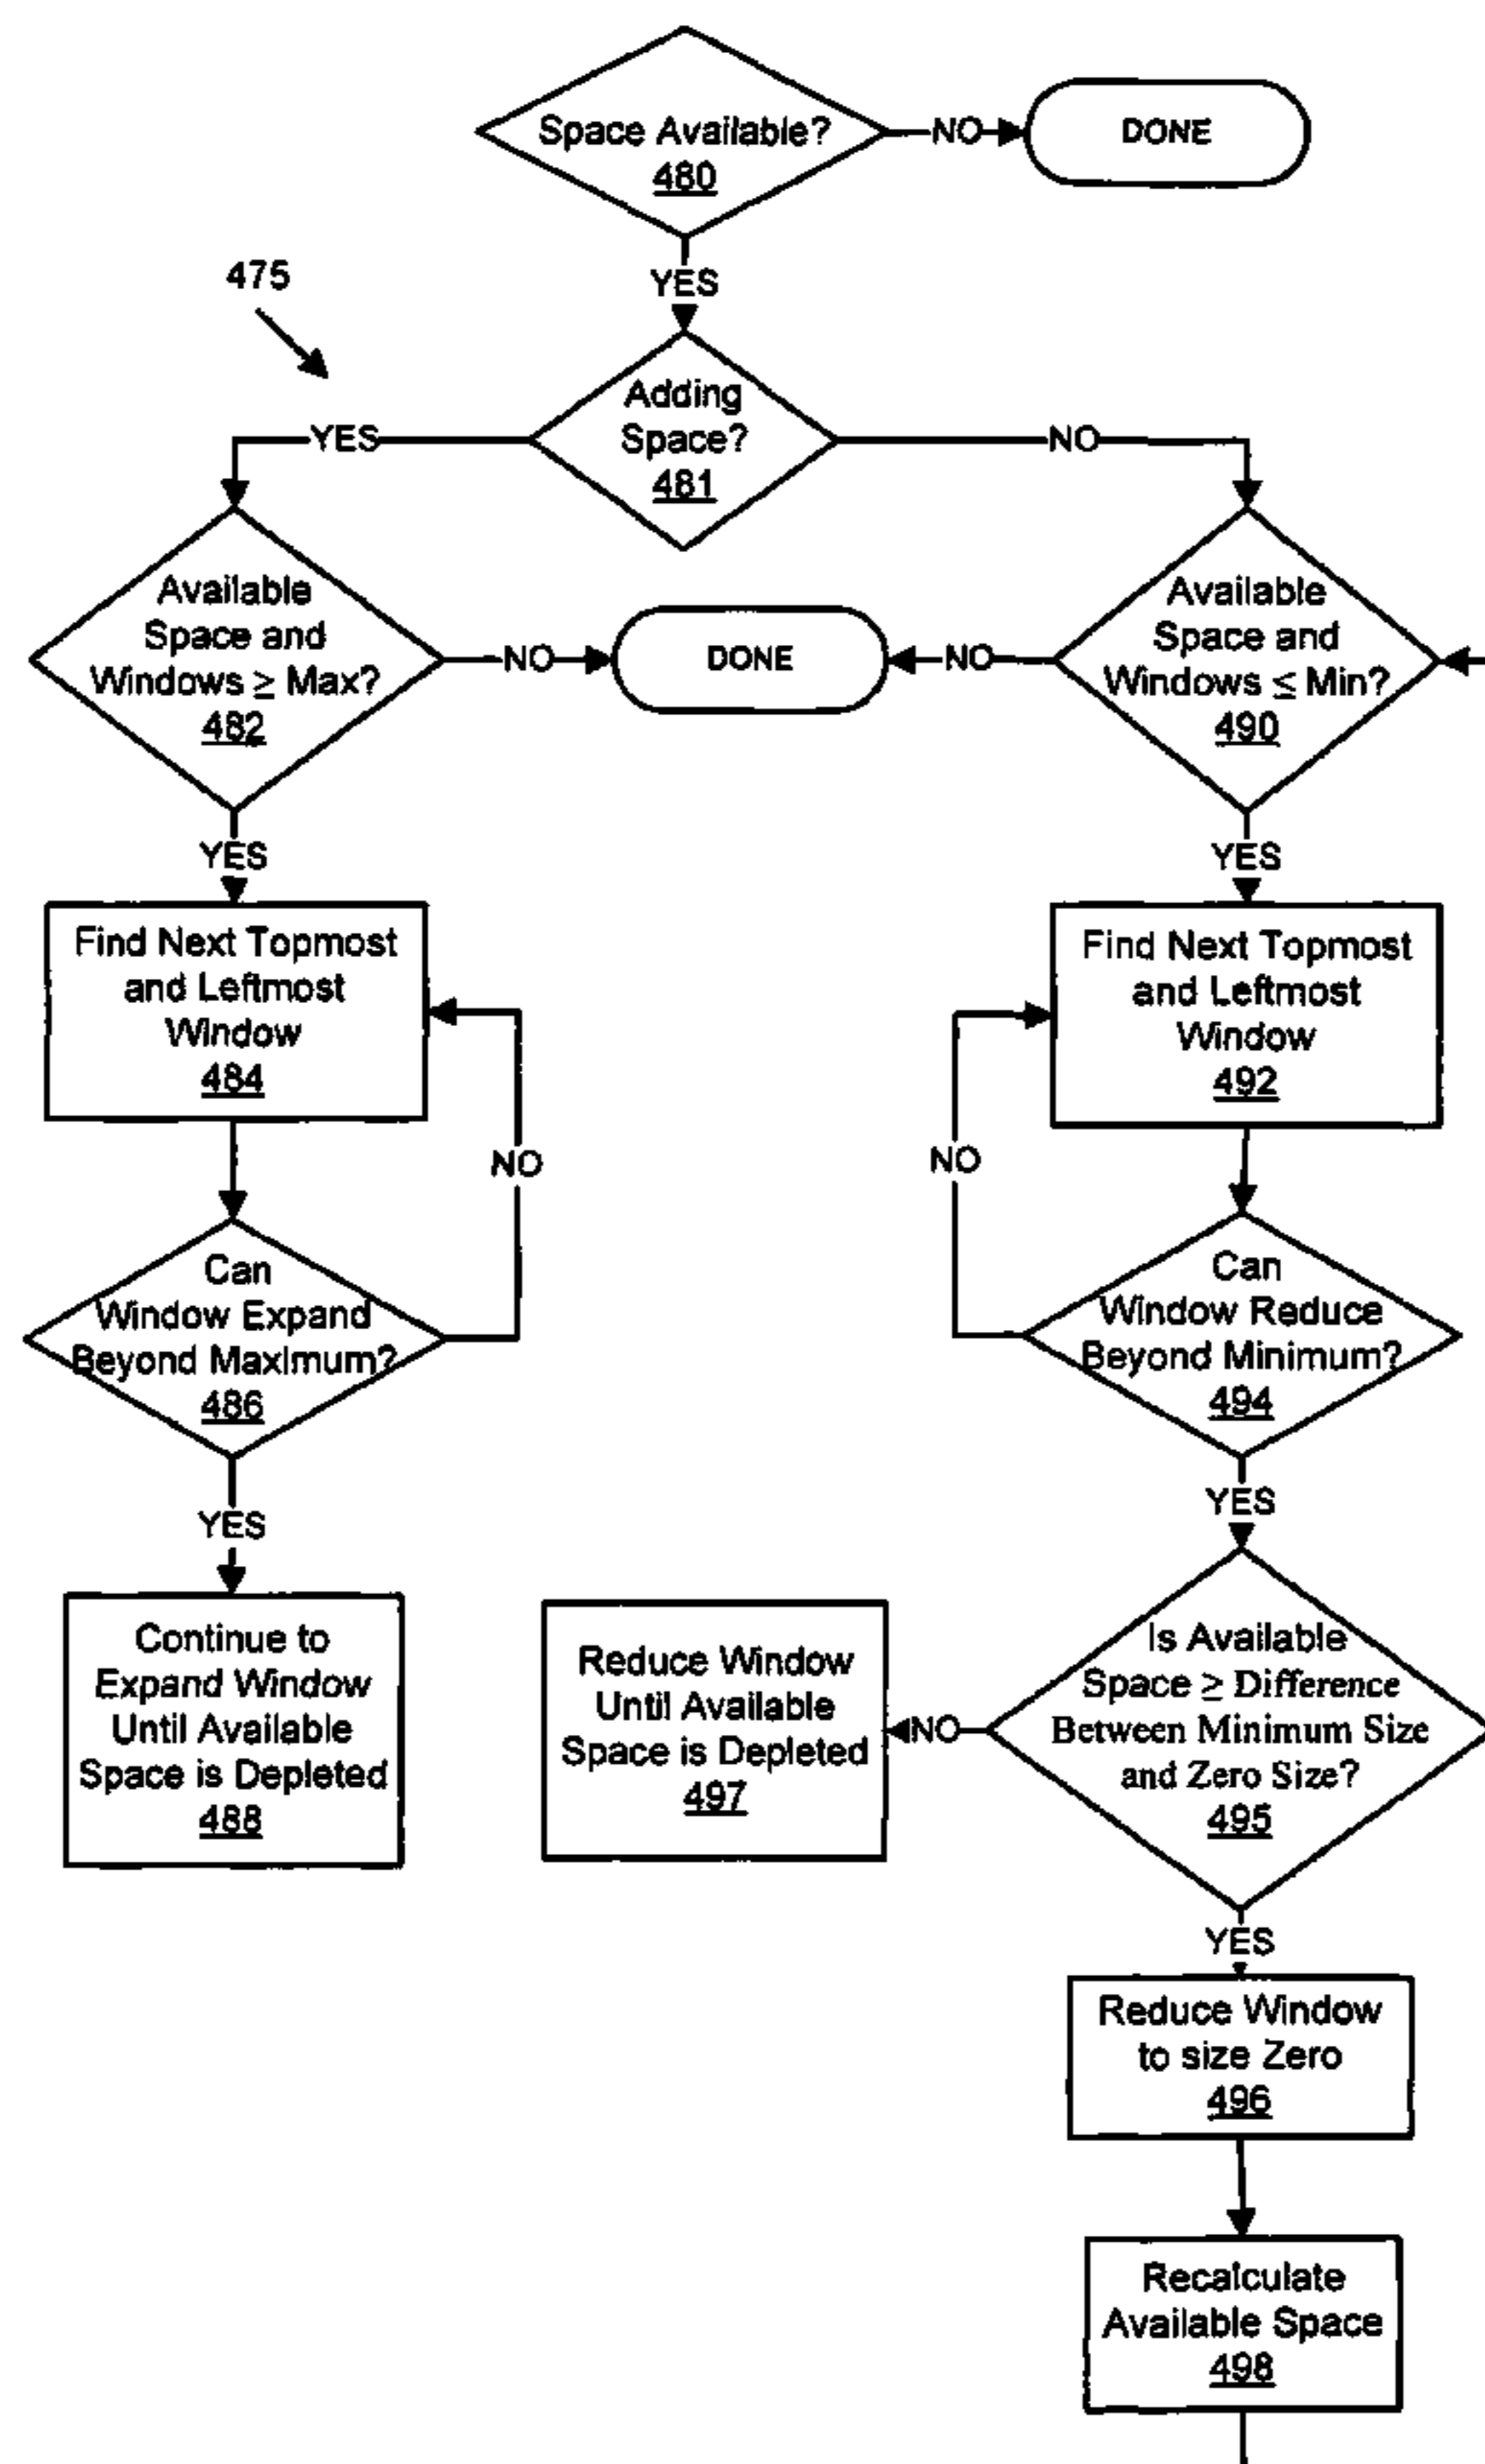 Space Available?
480
NO
DONE
YES
475
Adding
Space?
481
YES
NO
Available
Space and
Windows ≥ Max?
482
NO
DONE
NO
Available
Space and
Windows ≤ Min?
490
YES
YES
Find Next Topmost
and Leftmost
Window
484
Find Next Topmost
and Leftmost
Window
492
NO
NO
Can
Window Expand
Beyond Maximum?
486
Can
Window Reduce
Beyond Minimum?
494
YES
YES
Continue to
Expand Window
Until Available
Space is Depleted
488
Reduce Window
Until Available
Space is Depleted
497
NO
Is Available
Space ≥ Difference
Between Minimum Size
and Zero Size?
495
YES
Reduce Window
to size Zero
496
Recalculate
Available Space
498